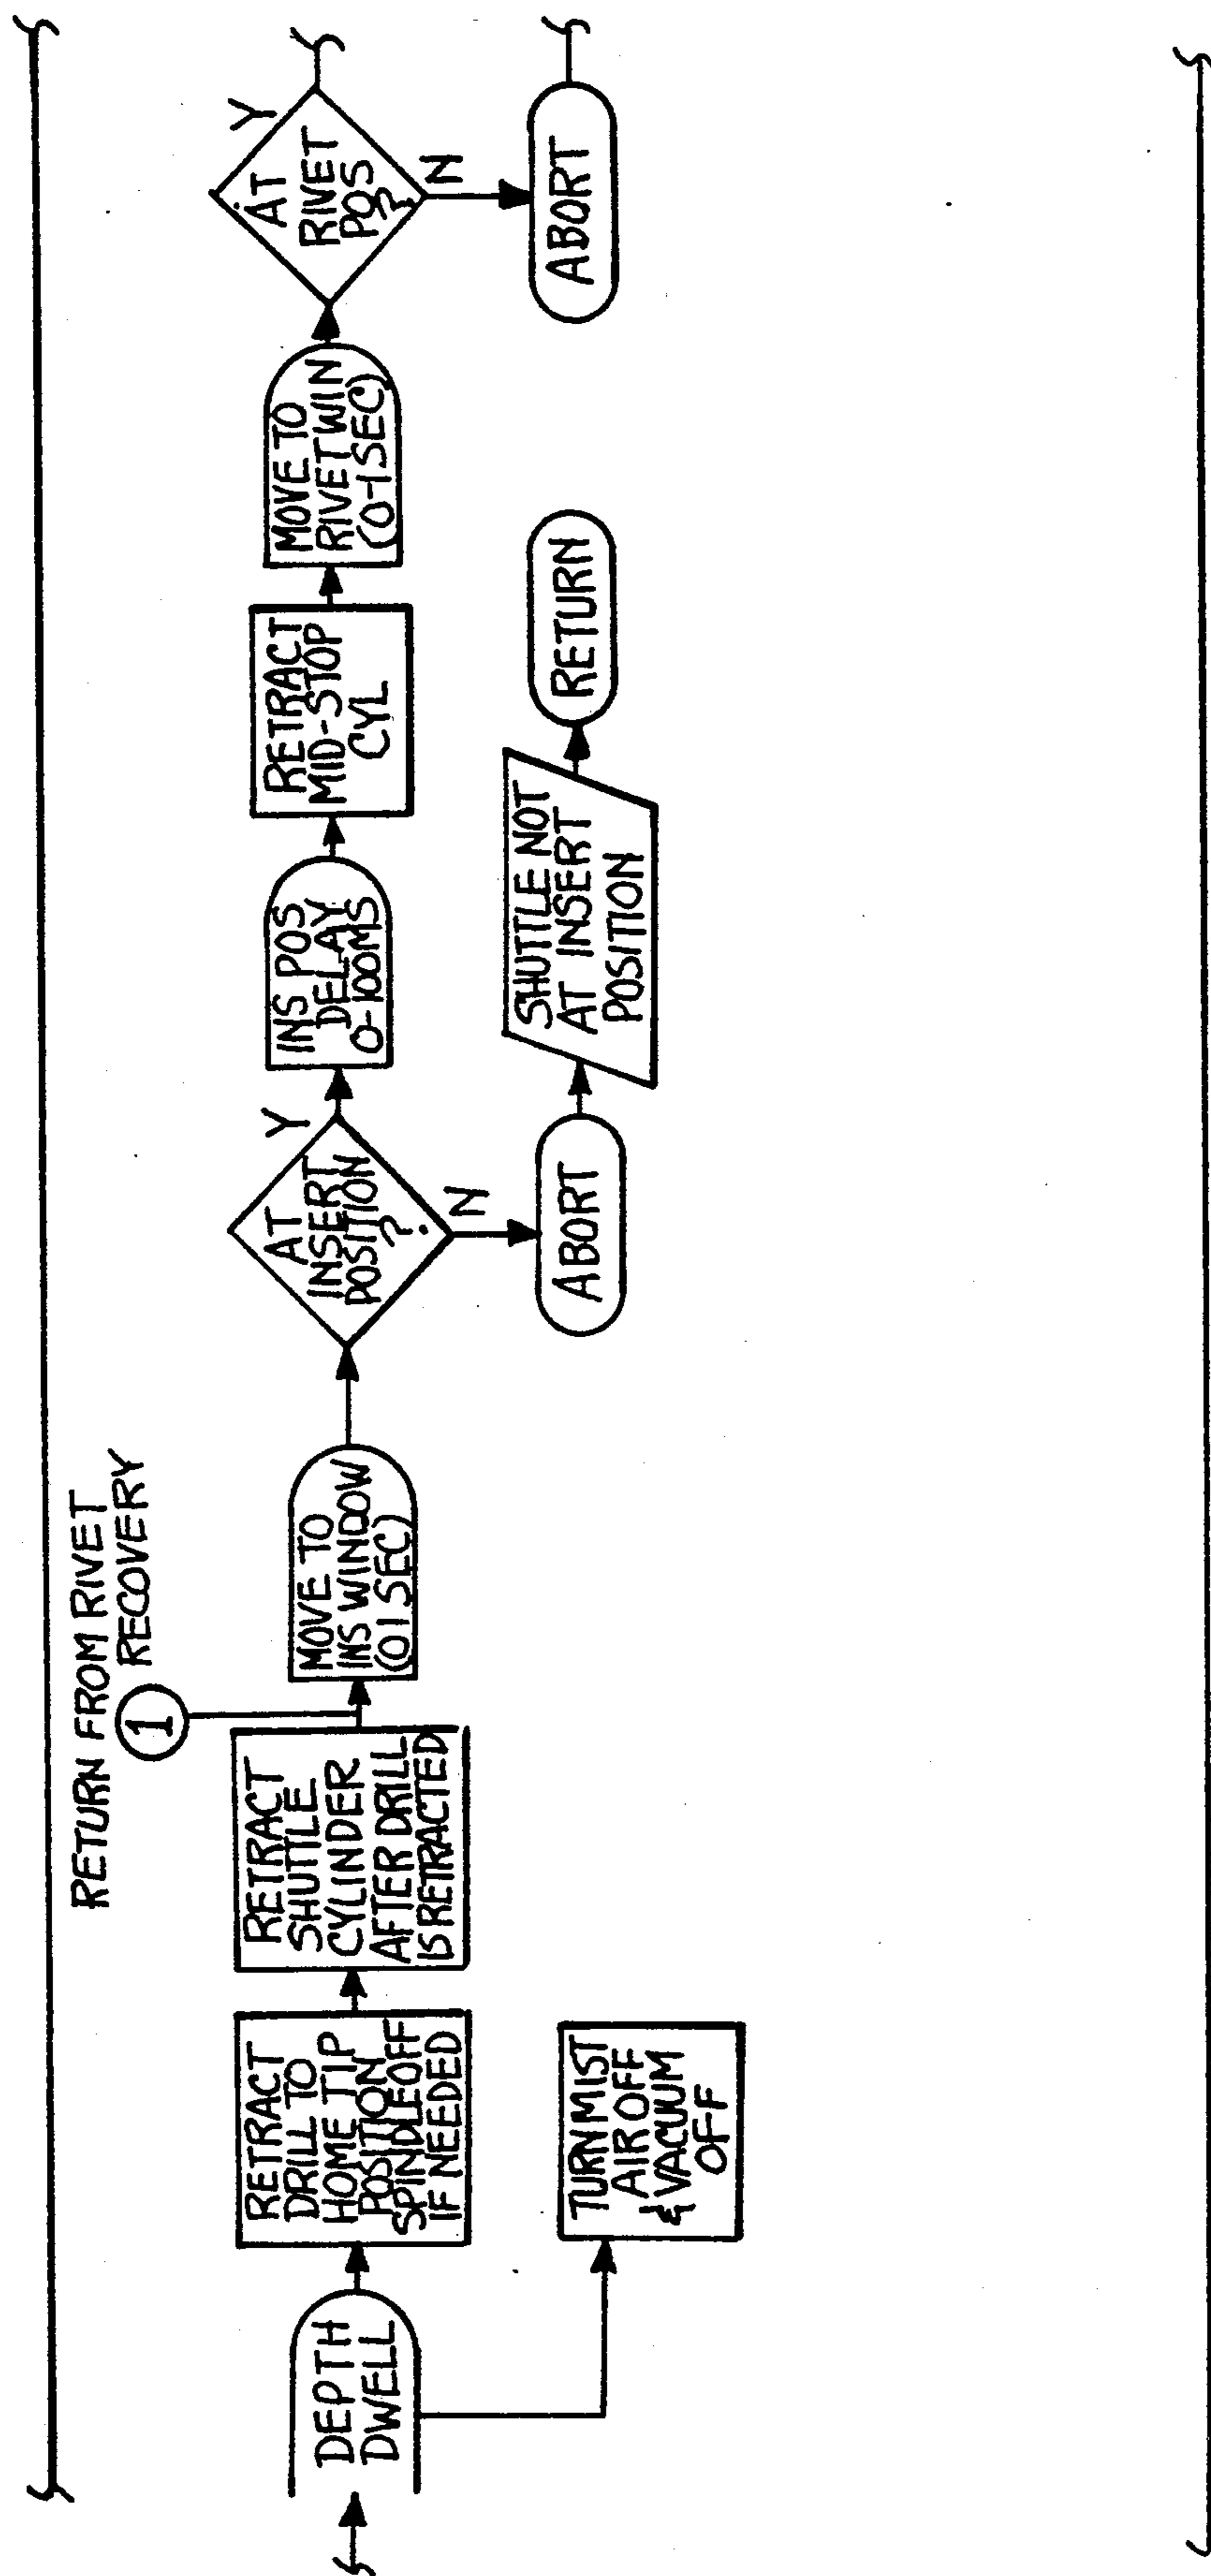 RETURN FROM RIVET
RECOVERY
1
DEPTH
DWELL
RETRACT
DRILL TO
HOME TIP
POSITION
SPINDLE OFF
IF NEEDED
TURN MIST
AIR OFF
& VACUUM
OFF
RETRACT
SHUTTLE
CYLINDER
AFTER DRILL
IS RETRACTED
MOVE TO
INS WINDOW
(0 1 SEC)
AT
INSERT
POSITION
?
Y
N
ABORT
SHUTTLE NOT
AT INSERT
POSITION
RETURN
INS POS
DELAY
0-100MS
RETRACT
MID-STOP
CYL
MOVE TO
RIVET WIN
(0-1 SEC)
AT
RIVET
POS
?
Y
N
ABORT